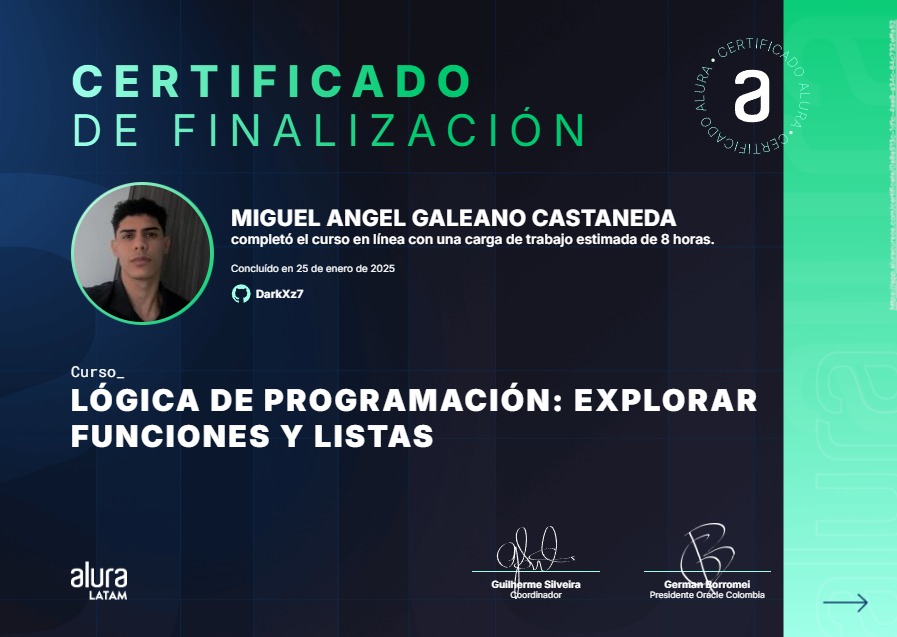 CERTIFICADO
DE FINALIZACIÓN
CERTIFICADO ALURA • CERTIFICADO ALURA •
a
MIGUEL ANGEL GALEANO CASTANEDA
completó el curso en línea con una carga de trabajo estimada de 8 horas.
Concluído en 25 de enero de 2025
DarkXz7
Curso_
LÓGICA DE PROGRAMACIÓN: EXPLORAR
FUNCIONES Y LISTAS
alura
LATAM
Guilherme Silveira
Coordinador
German Borromei
Presidente Oracle Colombia
alura